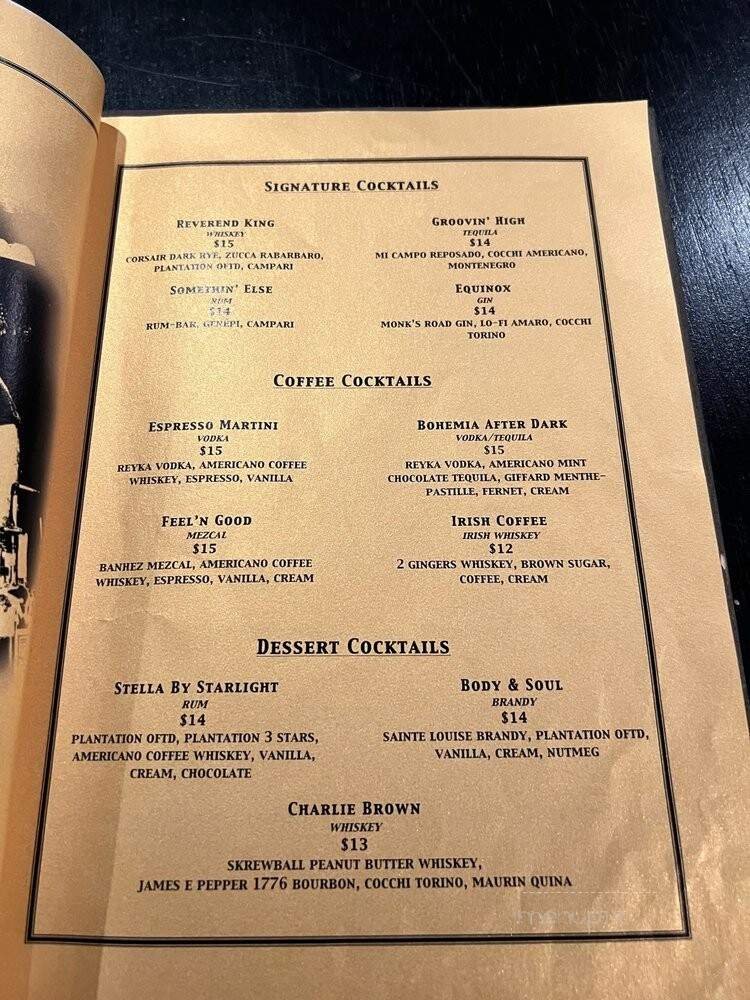 SIGNATURE COCKTAILS
REVEREND KING
WHISKEY
$15
CORSAIR DARK RYE, ZUCCA RABARBARO,
PLANTATION OFTD, CAMPARI
GROOVIN' HIGH
TEQUILA
$14
MI CAMPO REPOSADO, COCCHI AMERICANO,
MONTENEGRO
SOMETHIN' ELSE
RUM
$14
RUM-BAR, GENEPI, CAMPARI
EQUINOX
GIN
$14
MONK'S ROAD GIN, LO-FI AMARO, COCCHI
TORINO
COFFEE COCKTAILS
ESPRESSO MARTINI
VODKA
$15
REYKA VODKA, AMERICANO COFFEE
WHISKEY, ESPRESSO, VANILLA
BOHEMIA AFTER DARK
VODKA/TEQUILA
$15
REYKA VODKA, AMERICANO MINT
CHOCOLATE TEQUILA, GIFFARD MENTHE-
PASTILLE, FERNET, CREAM
FEEL'N GOOD
MEZCAL
$15
BANHEZ MEZCAL, AMERICANO COFFEE
WHISKEY, ESPRESSO, VANILLA, CREAM
IRISH COFFEE
IRISH WHISKEY
$12
2 GINGERS WHISKEY, BROWN SUGAR,
COFFEE, CREAM
DESSERT COCKTAILS
STELLA BY STARLIGHT
RUM
$14
PLANTATION OFTD, PLANTATION 3 STARS,
AMERICANO COFFEE WHISKEY, VANILLA,
CREAM, CHOCOLATE
BODY & SOUL
BRANDY
$14
SAINTE LOUISE BRANDY, PLANTATION OFTD,
VANILLA, CREAM, NUTMEG
CHARLIE BROWN
WHISKEY
$13
SKREWBALL PEANUT BUTTER WHISKEY,
JAMES E PEPPER 1776 BOURBON, COCCHI TORINO, MAURIN QUINA